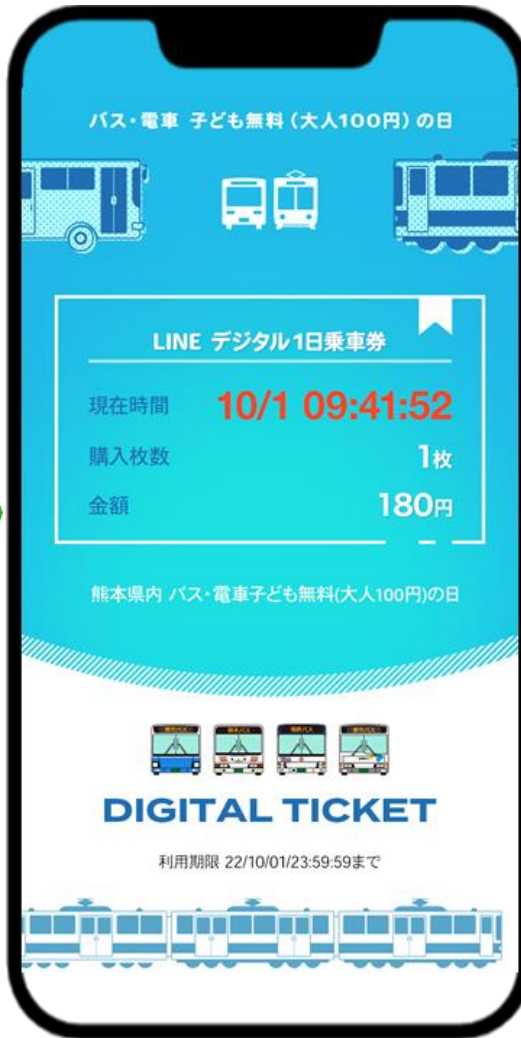 バス・電車 子ども無料（大人100円）の日
LINE デジタル1日乗車券
現在時間 10/1 09:41:52
購入枚数 1枚
金額 180円
熊本県内 バス・電車子ども無料(大人100円)の日
DIGITAL TICKET
利用期限 22/10/01/23:59:59まで